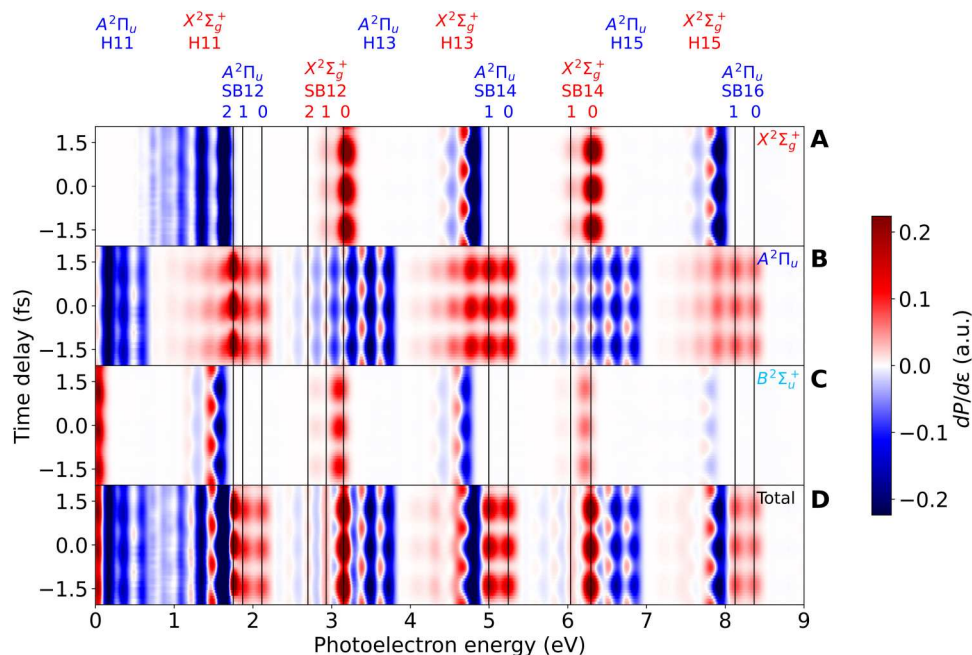 A²Πᵤ X²Σg⁺ A²Πᵤ X²Σg⁺ A²Πᵤ X²Σg⁺
H11 H11 H13 H13 H15 H15
A²Πᵤ X²Σg⁺ A²Πᵤ X²Σg⁺ A²Πᵤ
SB12 SB12 SB14 SB14 SB16
2 1 0 2 1 0 1 0 1 0 1 0
X²Σg⁺ A
1.5
0.0
−1.5
A²Πᵤ B
1.5
0.0
−1.5
B²Σᵤ⁺ C
1.5
0.0
−1.5
Total D
1.5
0.0
−1.5
Time delay (fs)
0 1 2 3 4 5 6 7 8 9
Photoelectron energy (eV)
0.2
0.1
0.0
−0.1
−0.2
dP/dε (a.u.)